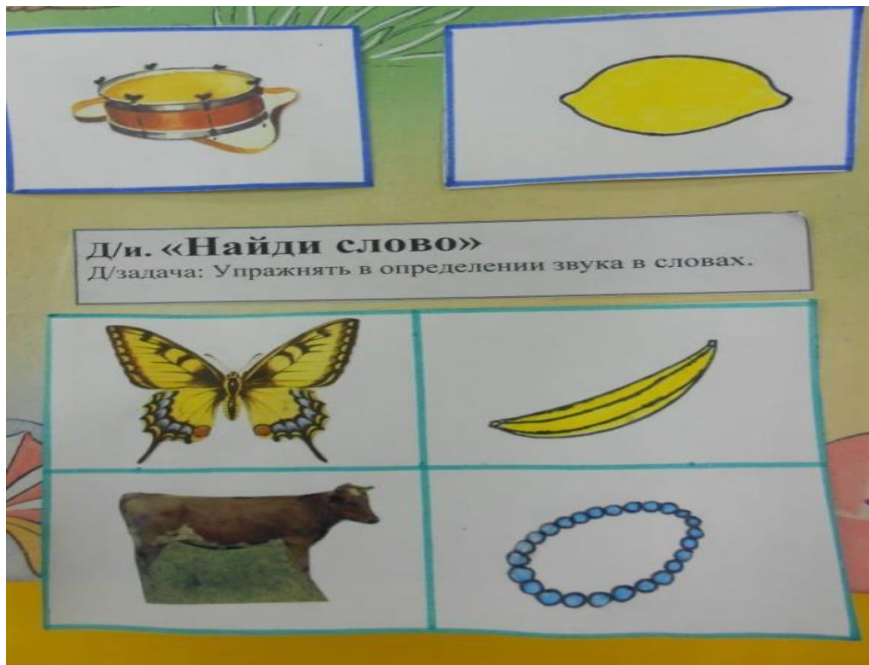 Д/и. «Найди слово»
Д/задача: Упражнять в определении звука в словах.